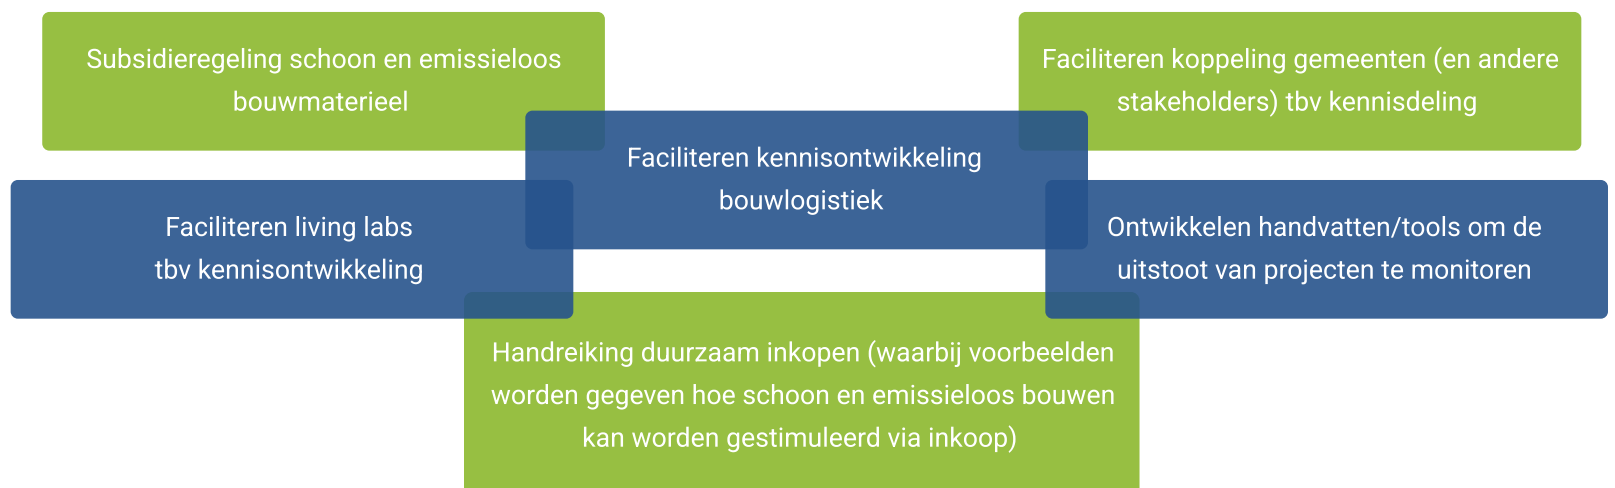 Subsidieregeling schoon en emissieloos
bouwmaterieel
Faciliteren koppeling gemeenten (en andere
stakeholders) tbv kennisdeling
Faciliteren kennisontwikkeling
bouwlogistiek
Faciliteren living labs
tbv kennisontwikkeling
Ontwikkelen handvatten/tools om de
uitstoot van projecten te monitoren
Handreiking duurzaam inkopen (waarbij voorbeelden
worden gegeven hoe schoon en emissieloos bouwen
kan worden gestimuleerd via inkoop)